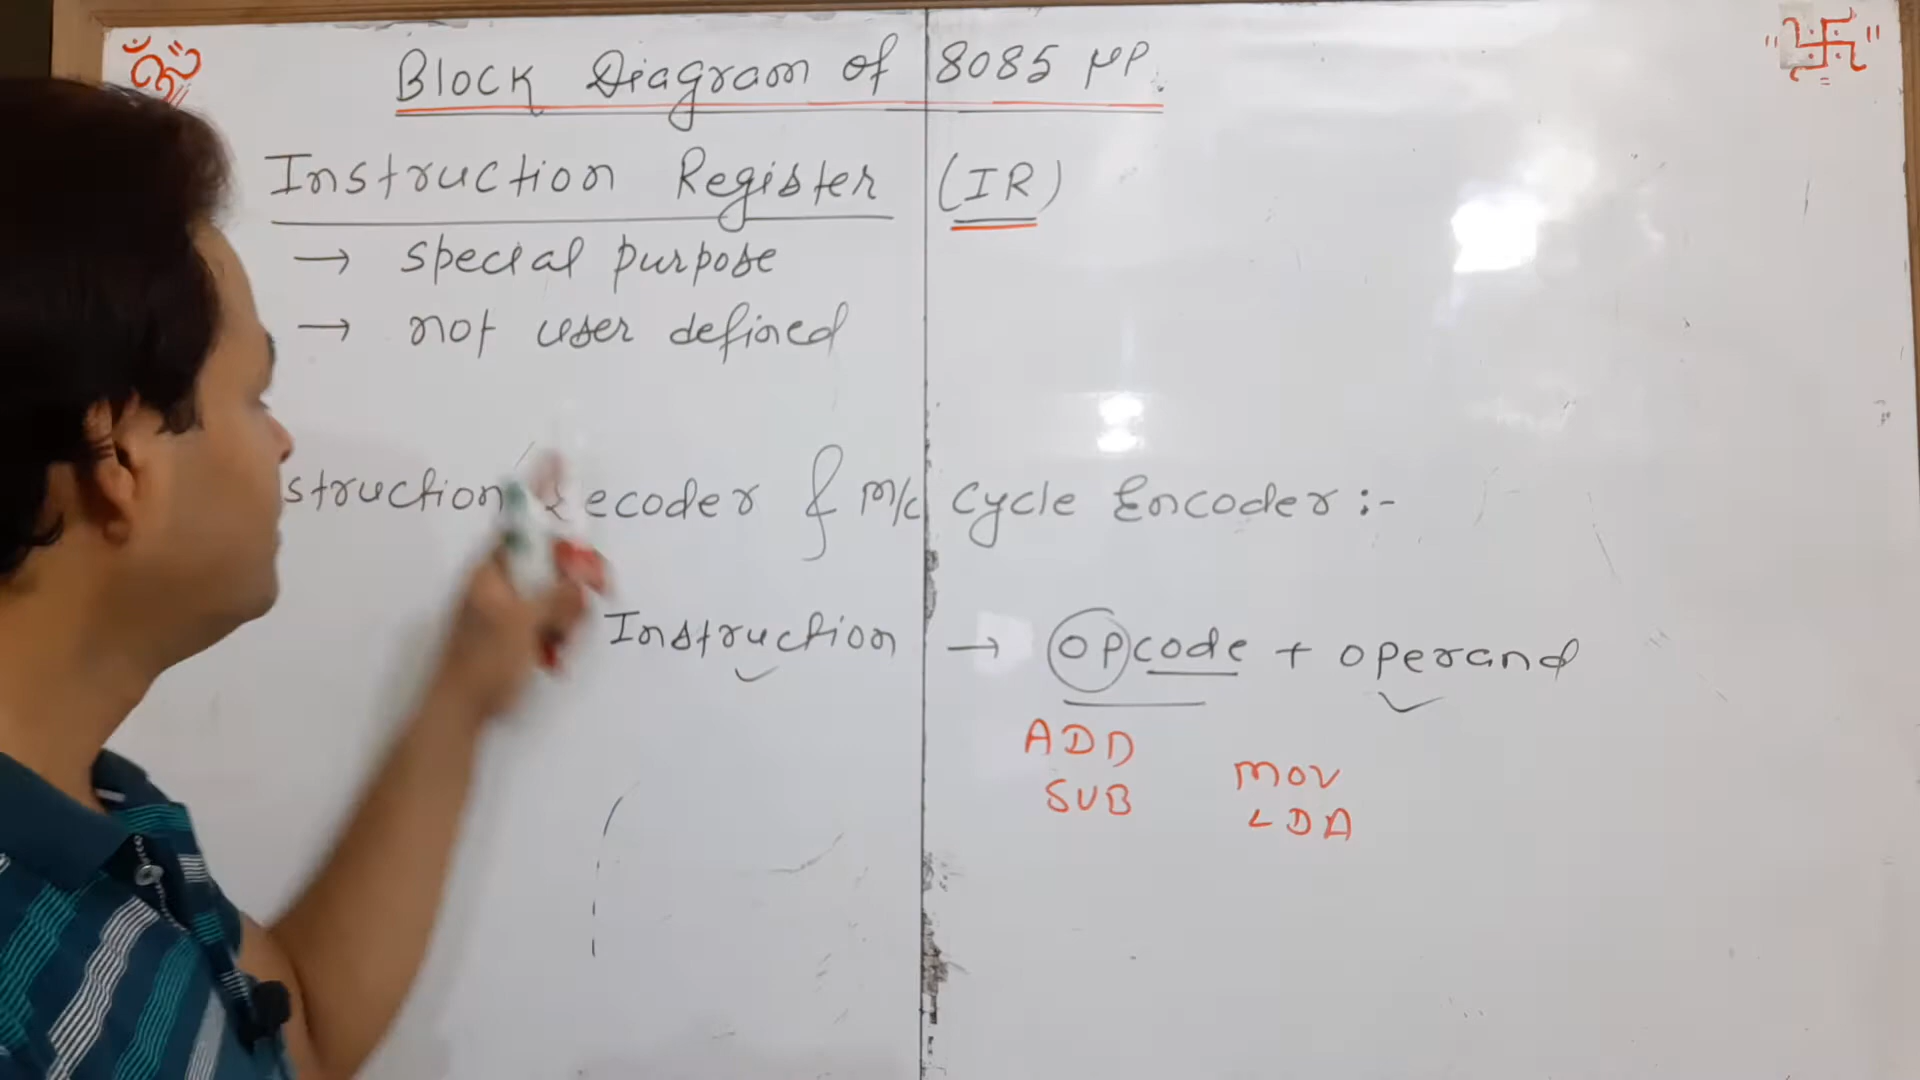 ॐ
Block Diagram of 8085 μP.
Instruction Register (IR)
→ special purpose
→ not user defined
struction Decoder & M/c Cycle Encoder :-
Instruction → opcode + operand
ADD
SUB
MOV
LDA